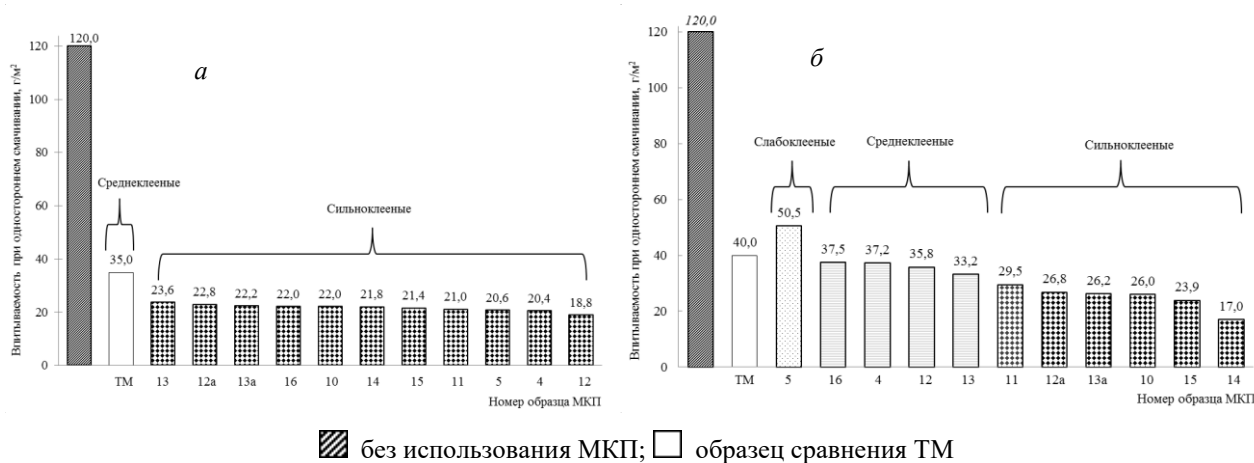 Впитываемость при одностороннем смачивании, г/м²
120
100
80
60
40
20
0
120,0
а
Среднеклееные
35,0
Сильноклееные
23,6 22,8 22,2 22,0 22,0 21,8 21,4 21,0 20,6 20,4 18,8
ТМ 13 12а 13а 16 10 14 15 11 5 4 12
Номер образца МКП
Впитываемость при одностороннем смачивании, г/м²
120
100
80
60
40
20
0
120,0
б
Слабоклееные Среднеклееные Сильноклееные
40,0 50,5 37,5 37,2 35,8 33,2 29,5 26,8 26,2 26,0 23,9 17,0
ТМ 5 16 4 12 13 11 12а 13а 10 15 14
Номер образца МКП
без использования МКП; образец сравнения ТМ